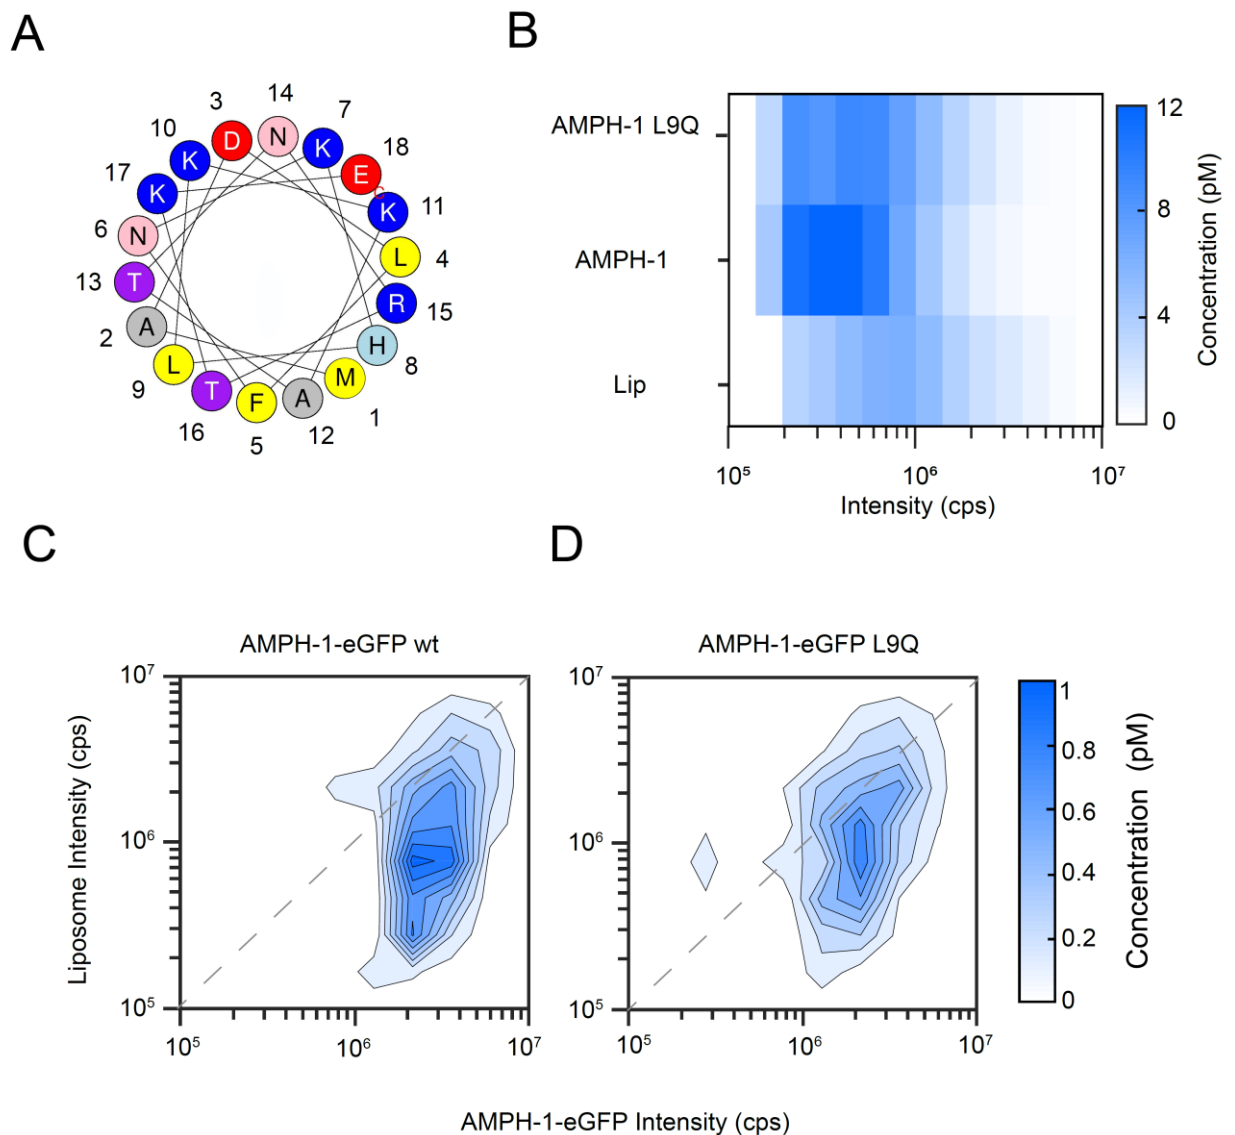 A
3
14
7
10
D
N
K
18
K
E
17
K
C
K
11
6
N
L
4
13
T
R
15
2
A
H
8
L
M
9
T
F
A
1
16
5
12
B
AMPH-1 L9Q
AMPH-1
Lip
10⁵
10⁶
10⁷
Intensity (cps)
12
8
4
0
Concentration (pM)
C
AMPH-1-eGFP wt
10⁷
10⁶
10⁵
Liposome Intensity (cps)
10⁵
10⁶
10⁷
D
AMPH-1-eGFP L9Q
10⁷
10⁶
10⁵
10⁵
10⁶
10⁷
1
0.8
0.6
0.4
0.2
0
Concentration (pM)
AMPH-1-eGFP Intensity (cps)